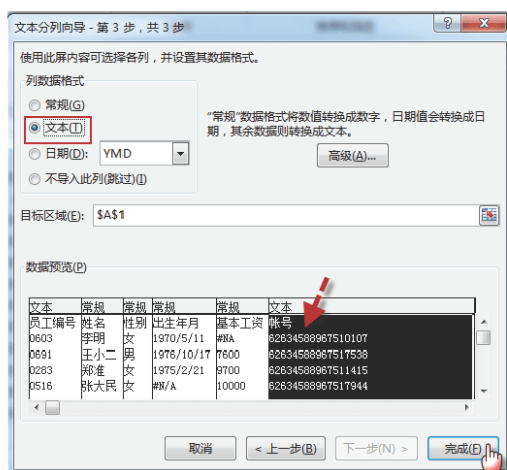 文本分列向导 - 第 3 步，共 3 步
?
使用此屏内容可选择各列，并设置其数据格式。
列数据格式
常规(G)
文本(T)
日期(D): YMD
不导入此列(跳过)(I)
"常规"数据格式将数值转换成数字，日期值会转换成日
期，其余数据则转换成文本。
高级(A)...
目标区域(E): $A$1
数据预览(P)
文本 常规 常规 常规 常规 文本
员工编号 姓名 性别 出生年月 基本工资 帐号
0603 李明 女 1970/5/11 #NA 62634588967510107
0691 王小二 男 1976/10/17 7600 62634588967517538
0283 郑准 女 1975/2/21 9700 62634588967511415
0516 张大民 女 #N/A 10000 62634588967517944
取消 < 上一步(B) 下一步(N) > 完成(F)